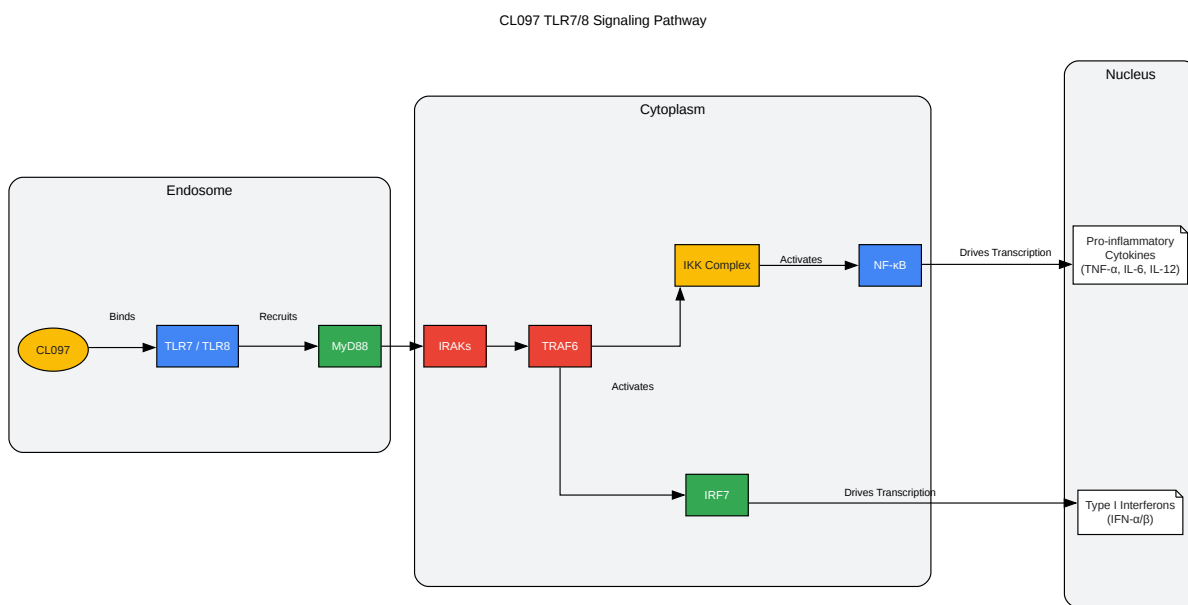 CL097 TLR7/8 Signaling Pathway
Nucleus
Cytoplasm
Endosome
Pro-inflammatory
Cytokines
(TNF-α, IL-6, IL-12)
IKK Complex
Activates
NF-κB
Drives Transcription
CL097
Binds
TLR7 / TLR8
Recruits
MyD88
IRAKs
TRAF6
Activates
IRF7
Drives Transcription
Type I Interferons
(IFN-α/β)